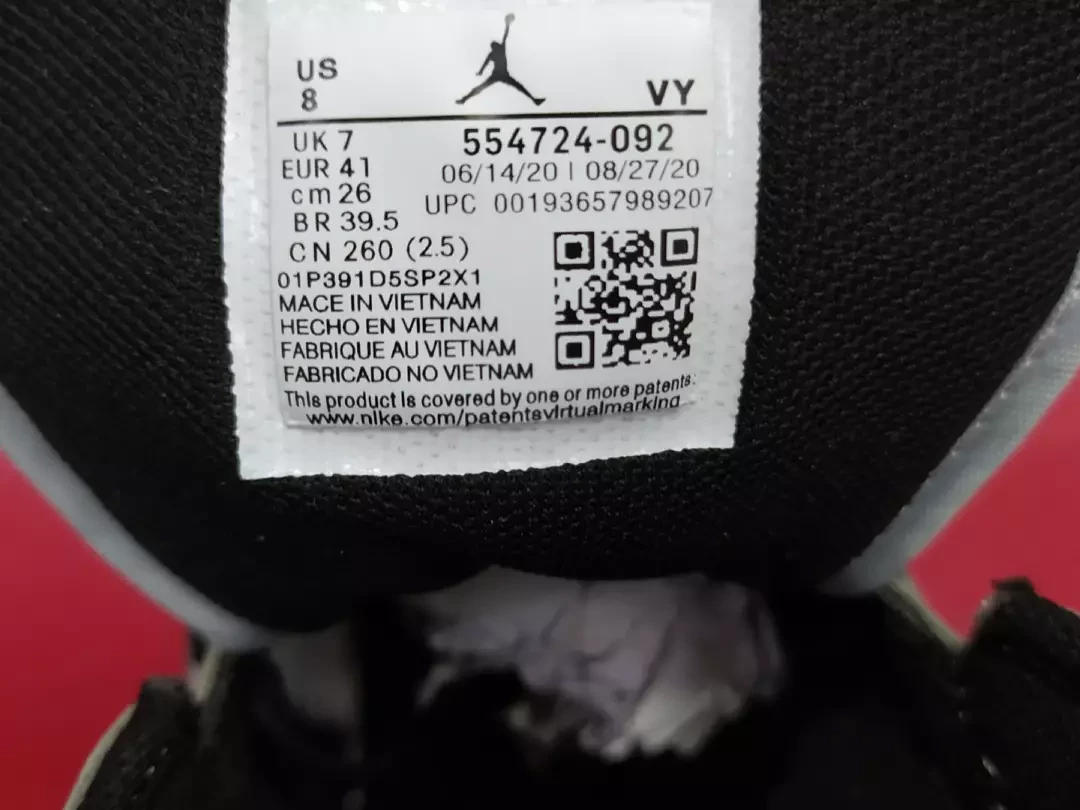 US
8
VY
UK 7
EUR 41
cm 26
BR 39.5
CN 260 (2.5)
554724-092
06/14/20 | 08/27/20
UPC 00193657989207
01P391D5SP2X1
MACE IN VIETNAM
HECHO EN VIETNAM
FABRIQUE AU VIETNAM
FABRICADO NO VIETNAM
This product is covered by one or more patents:
www.nike.com/patentsvirtualmarking